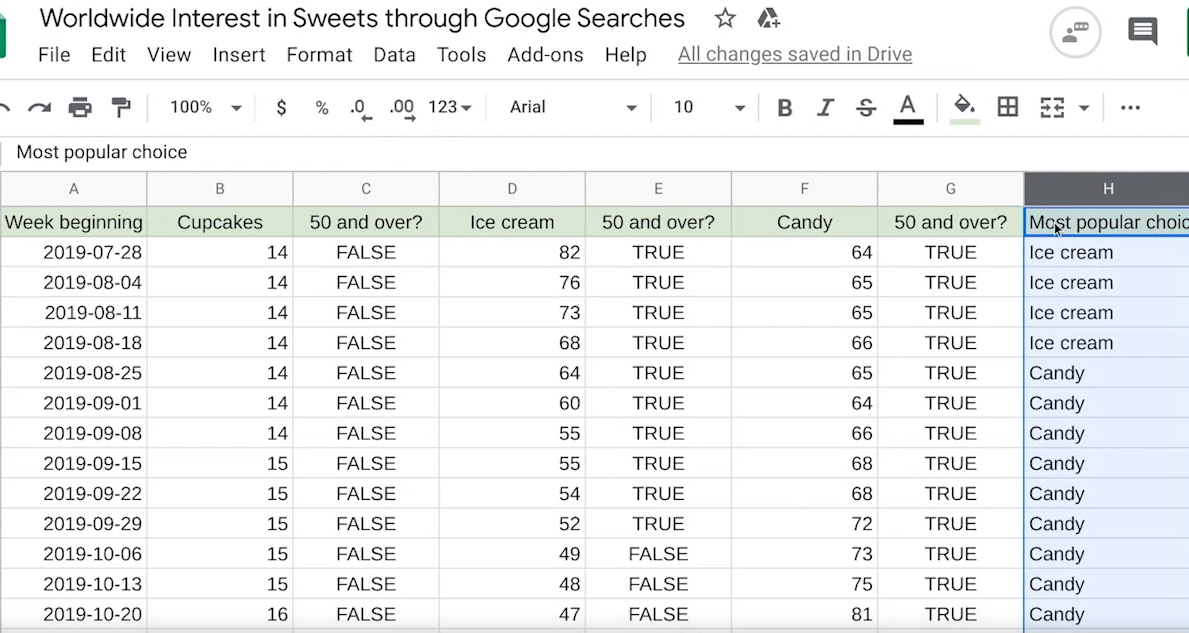 Worldwide Interest in Sweets through Google Searches
File Edit View Insert Format Data Tools Add-ons Help All changes saved in Drive
100% $ % .0 .00 123 Arial 10 B I S A
Most popular choice
A B C D E F G H
Week beginning Cupcakes 50 and over? Ice cream 50 and over? Candy 50 and over? Most popular choic
2019-07-28 14 FALSE 82 TRUE 64 TRUE Ice cream
2019-08-04 14 FALSE 76 TRUE 65 TRUE Ice cream
2019-08-11 14 FALSE 73 TRUE 65 TRUE Ice cream
2019-08-18 14 FALSE 68 TRUE 66 TRUE Ice cream
2019-08-25 14 FALSE 64 TRUE 65 TRUE Candy
2019-09-01 14 FALSE 60 TRUE 64 TRUE Candy
2019-09-08 14 FALSE 55 TRUE 66 TRUE Candy
2019-09-15 15 FALSE 55 TRUE 68 TRUE Candy
2019-09-22 15 FALSE 54 TRUE 68 TRUE Candy
2019-09-29 15 FALSE 52 TRUE 72 TRUE Candy
2019-10-06 15 FALSE 49 FALSE 73 TRUE Candy
2019-10-13 15 FALSE 48 FALSE 75 TRUE Candy
2019-10-20 16 FALSE 47 FALSE 81 TRUE Candy